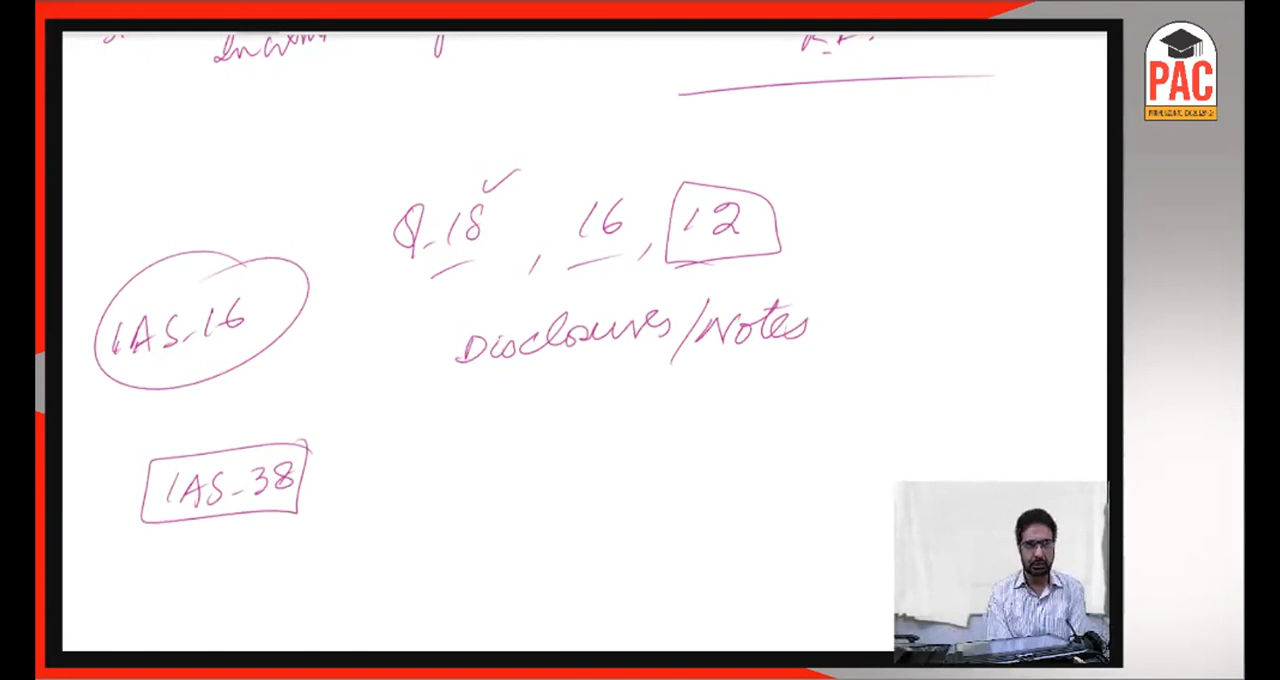 PAC
Q-18 ✓, 16, 12
IAS-16
Disclosures/Notes
IAS-38